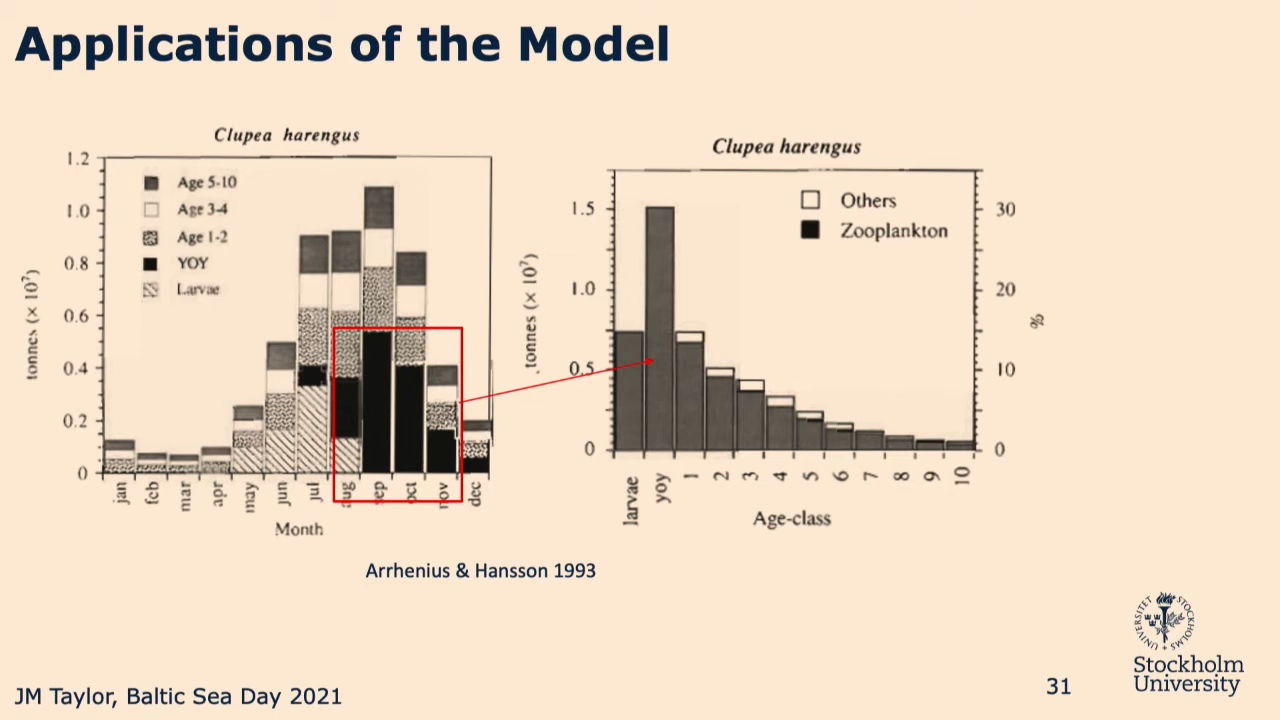 Applications of the Model
Clupea harengus
1.2
1.0
0.8
0.6
0.4
0.2
0
tonnes (× 10⁷)
Age 5-10
Age 3-4
Age 1-2
YOY
Larvae
jan
feb
mar
apr
may
jun
jul
aug
sep
oct
nov
dec
Month
Clupea harengus
1.5
1.0
0.5
0
tonnes (× 10⁷)
Others
Zooplankton
30
20
10
0
%
larvae
yoy
1
2
3
4
5
6
7
8
9
10
Age-class
Arrhenius & Hansson 1993
JM Taylor, Baltic Sea Day 2021
31
STOCKHOLMS UNIVERSITET
Stockholm
University